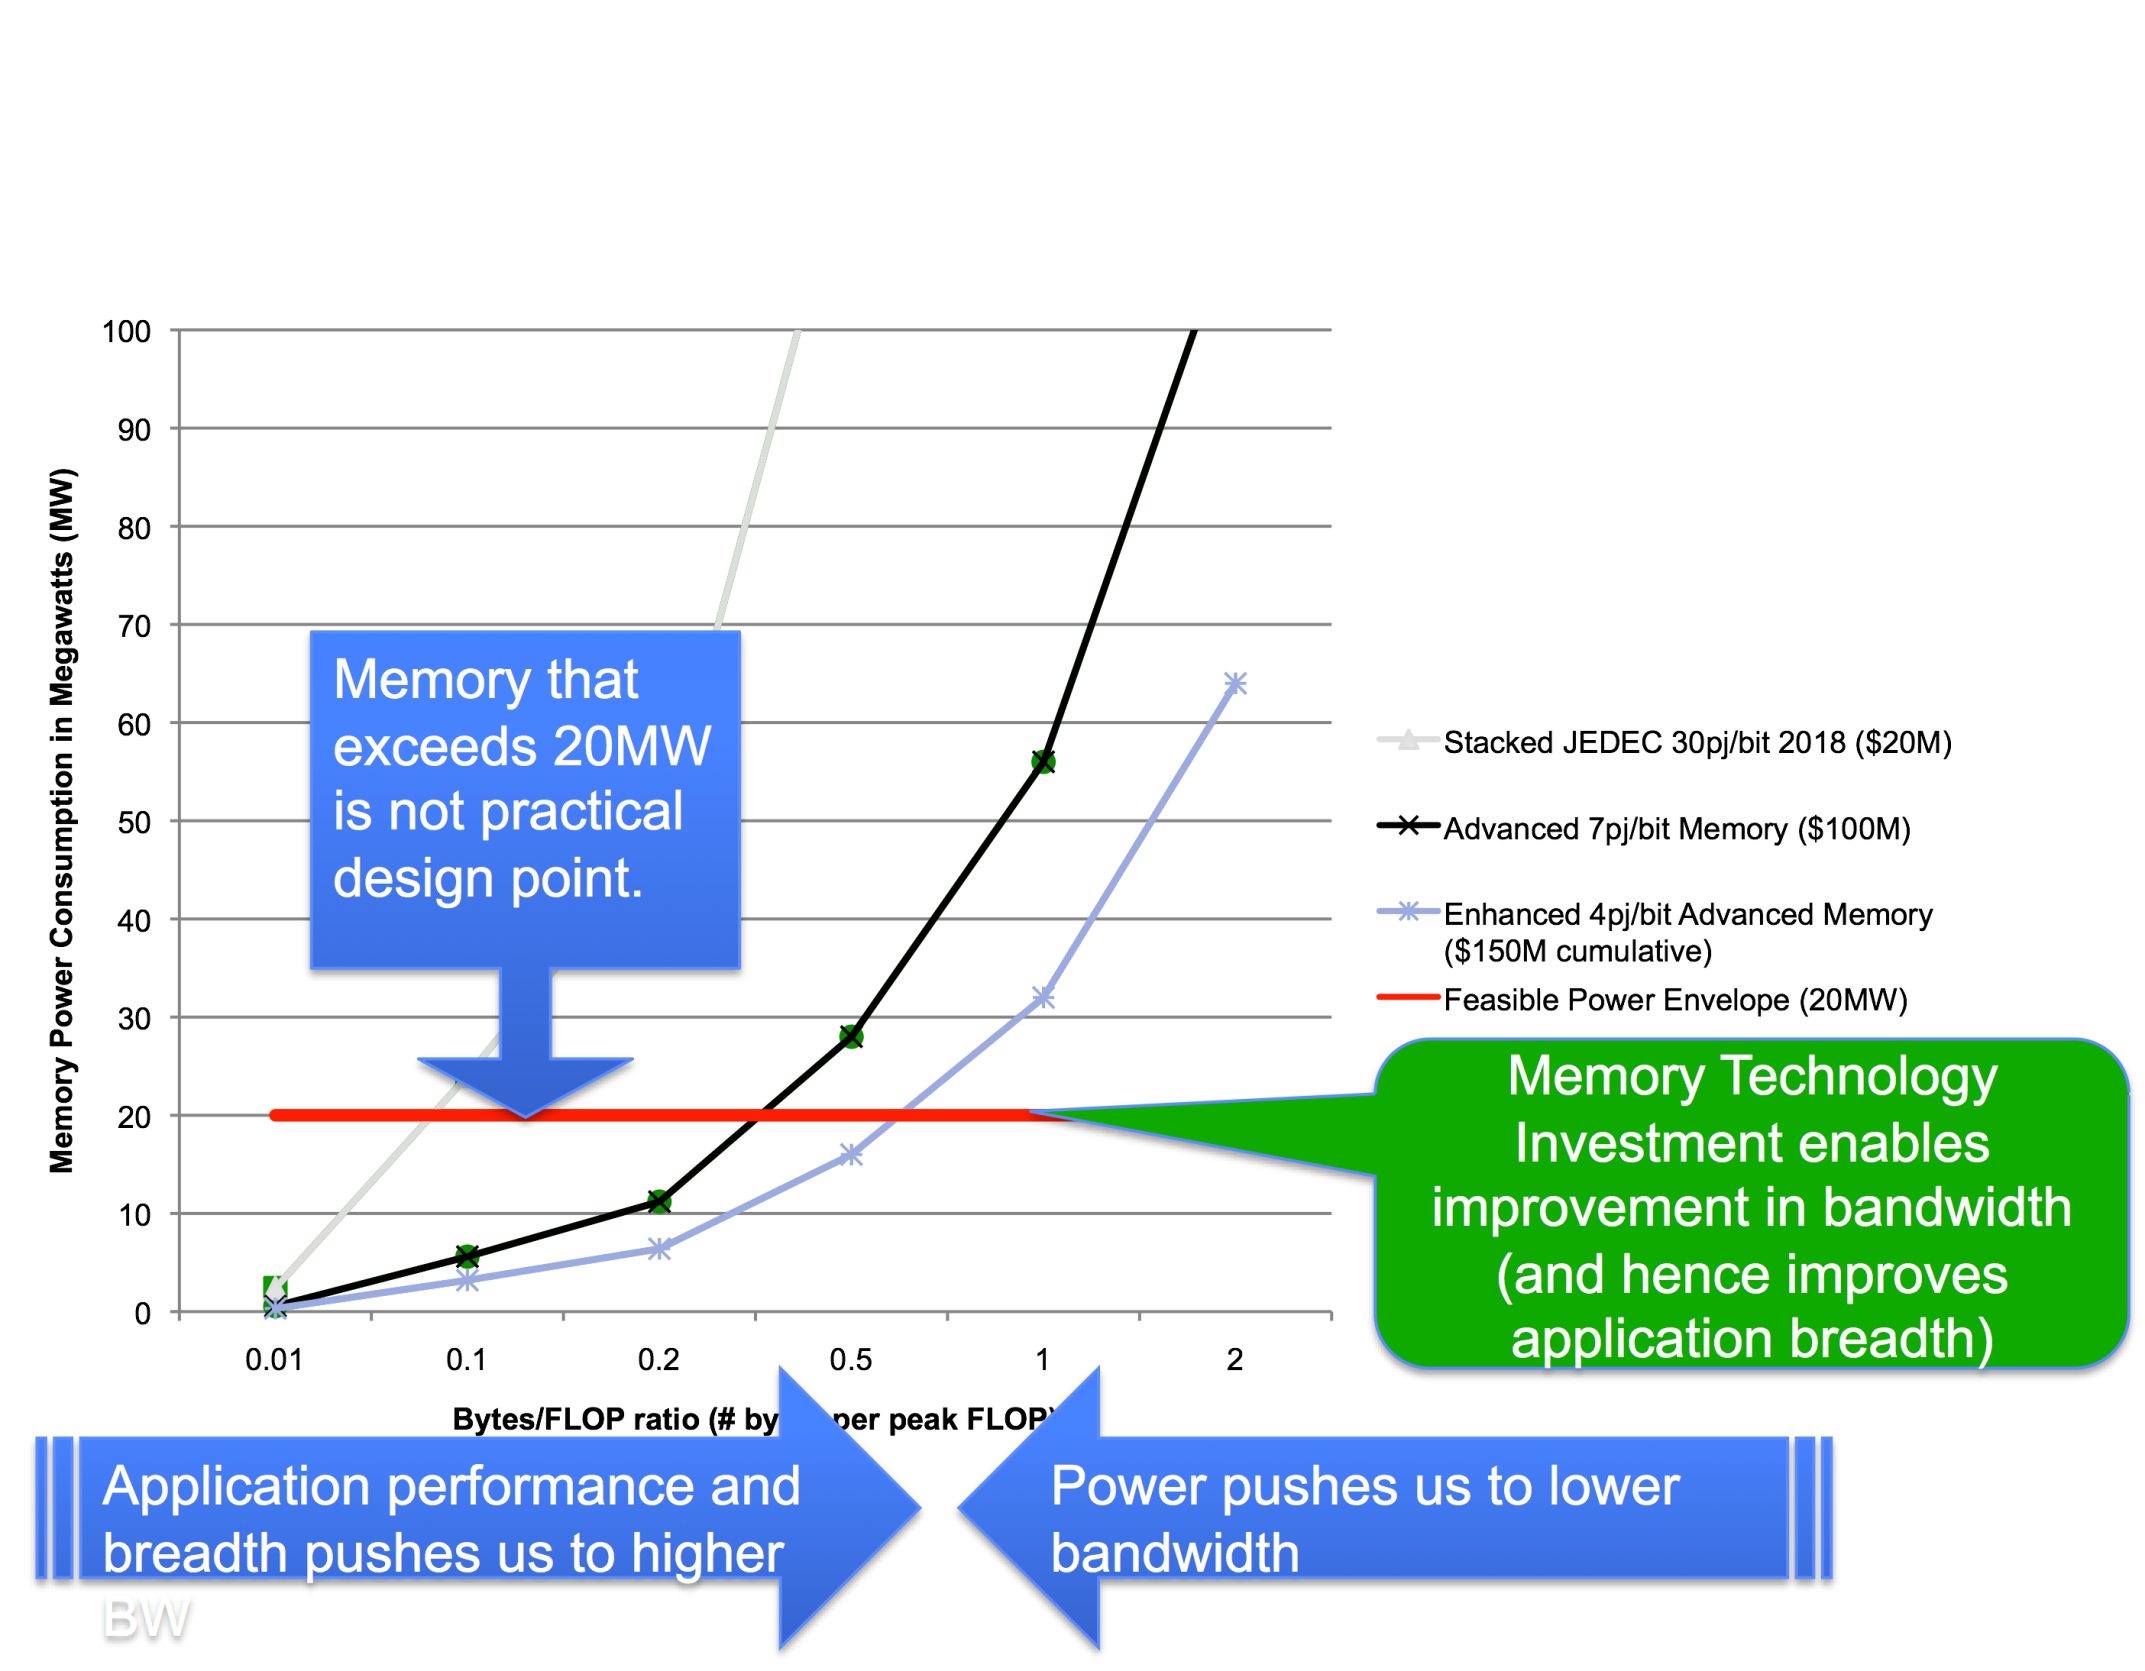 100
90
80
70
60
50
40
30
20
10
0
Memory Power Consumption in Megawatts (MW)
Memory that
exceeds 20MW
is not practical
design point.
Stacked JEDEC 30pj/bit 2018 ($20M)
Advanced 7pj/bit Memory ($100M)
Enhanced 4pj/bit Advanced Memory
($150M cumulative)
Feasible Power Envelope (20MW)
Memory Technology
Investment enables
improvement in bandwidth
(and hence improves
application breadth)
0.01 0.1 0.2 0.5 1 2
Bytes/FLOP ratio (# by per peak FLOP)
Application performance and
breadth pushes us to higher
BW
Power pushes us to lower
bandwidth